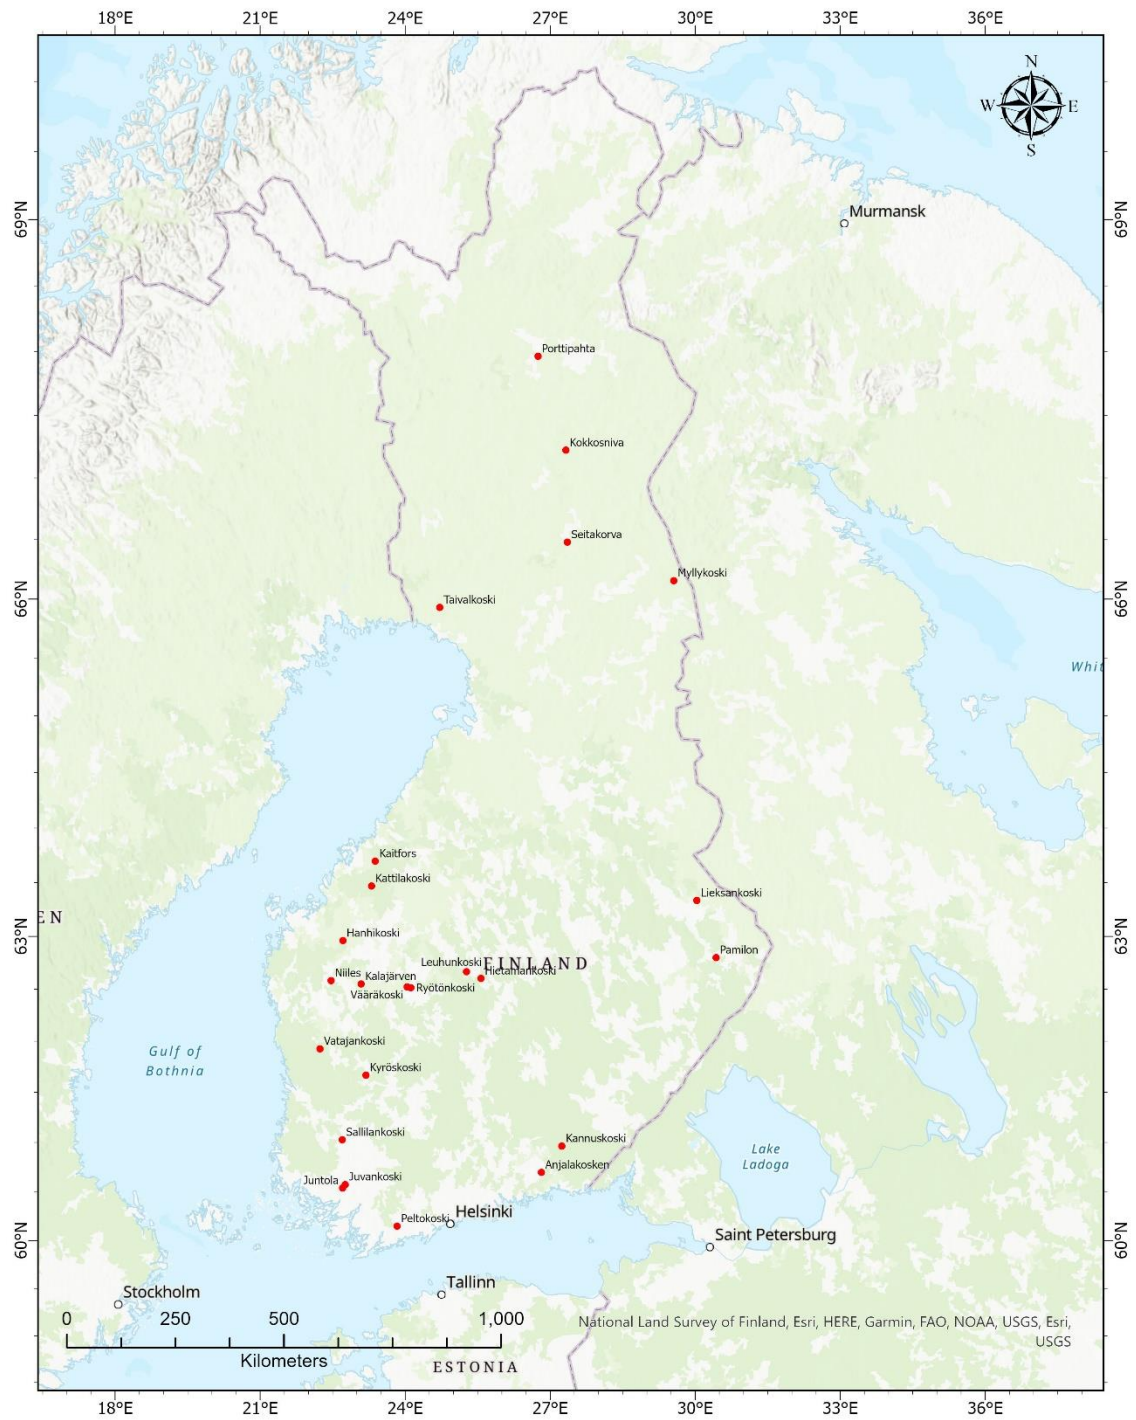 18°E 21°E 24°E 27°E 30°E 33°E 36°E
N
W E
S
69°N 69°N
Murmansk
Porttipahta
Kokkosniva
Seitakorva
Myllykoski
66°N 66°N
Taivalkoski
Whit
Kaitfors
Kattilakoski
Lieksankoski
EN
Hanhikoski
63°N 63°N
Pamilon
Leuhunkoski FINLAND
Niiles Kalajärven Hietamankoski
Vääräkoski Ryötönkoski
Vatajankoski
Gulf of
Bothnia
Kyröskoski
Sallilankoski
Kannuskoski
Lake
Ladoga
Anjalakosken
Juntola Juvankoski
Peltokoski Helsinki
60°N 60°N
Saint Petersburg
Tallinn
Stockholm
0 250 500 1,000
Kilometers
National Land Survey of Finland, Esri, HERE, Garmin, FAO, NOAA, USGS, Esri,
USGS
ESTONIA
18°E 21°E 24°E 27°E 30°E 33°E 36°E